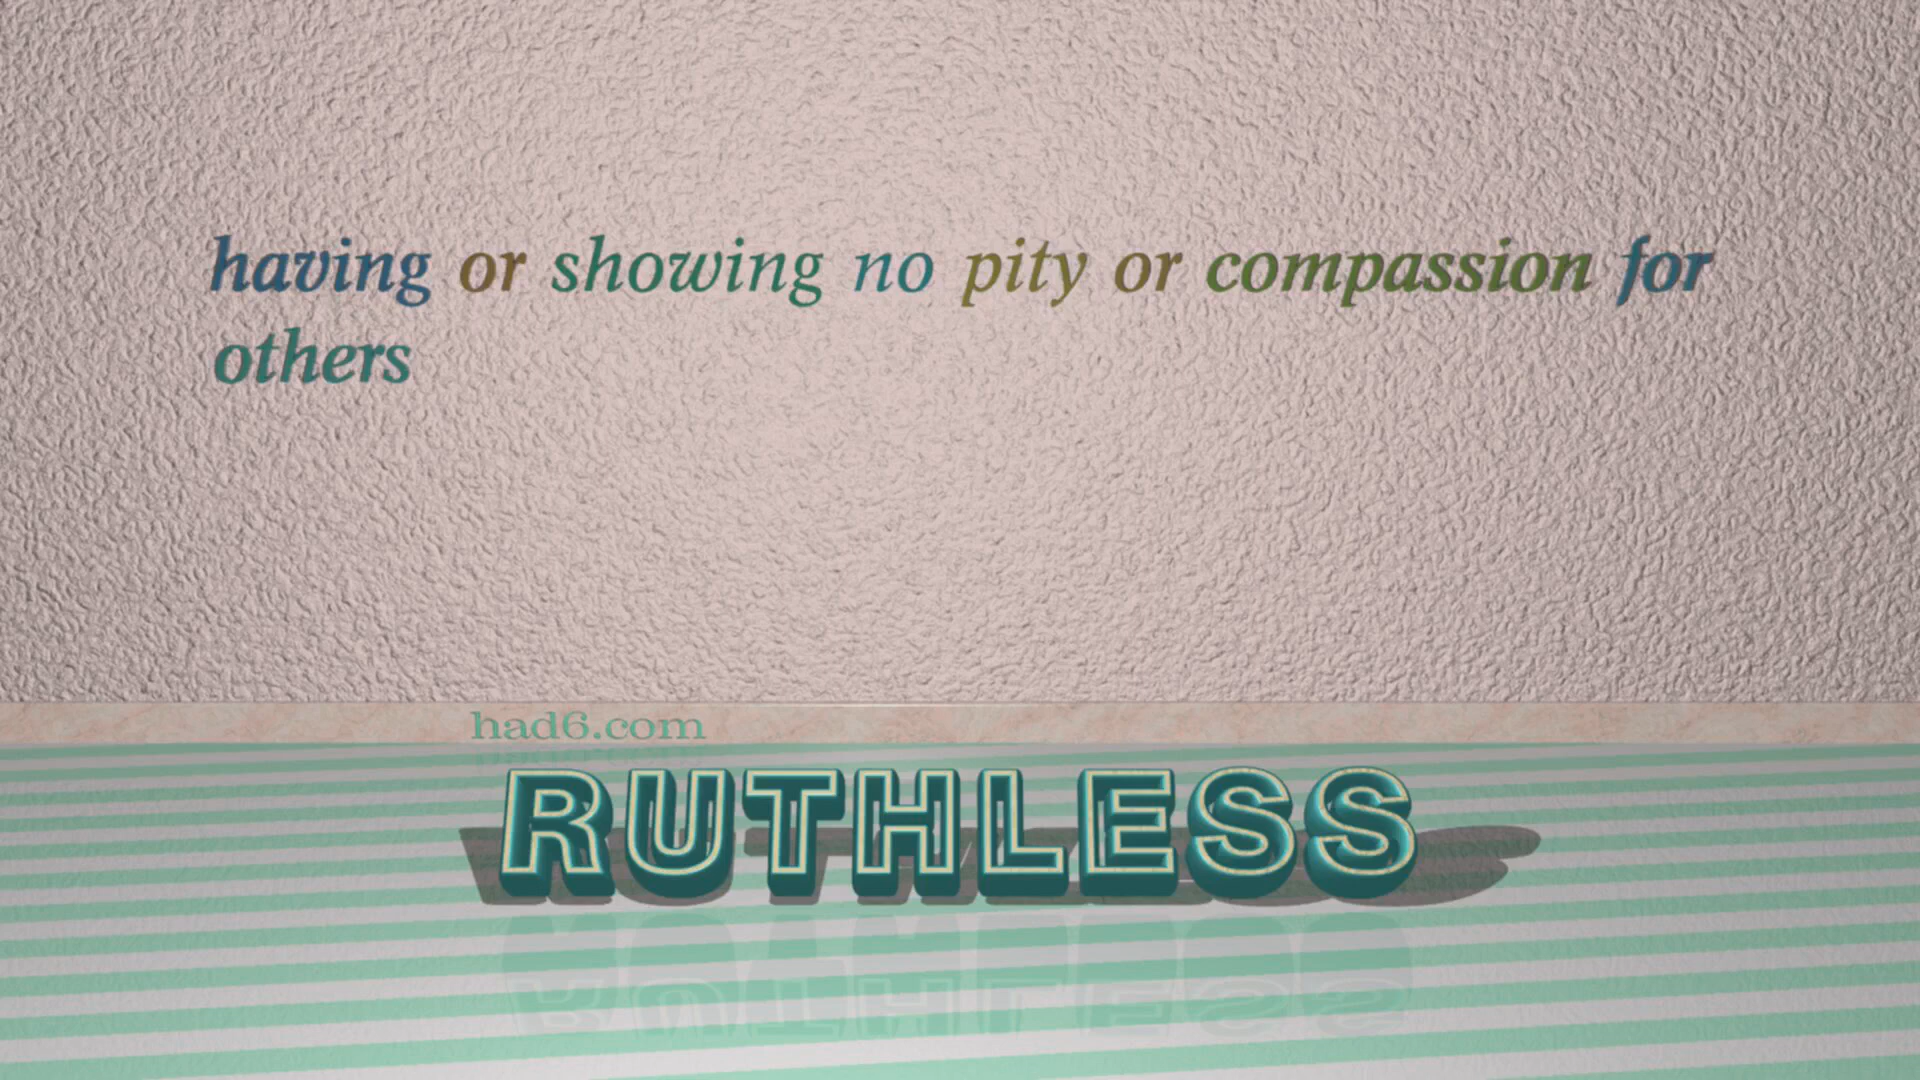 having or showing no pity or compassion for
others
had6.com
RUTHLESS